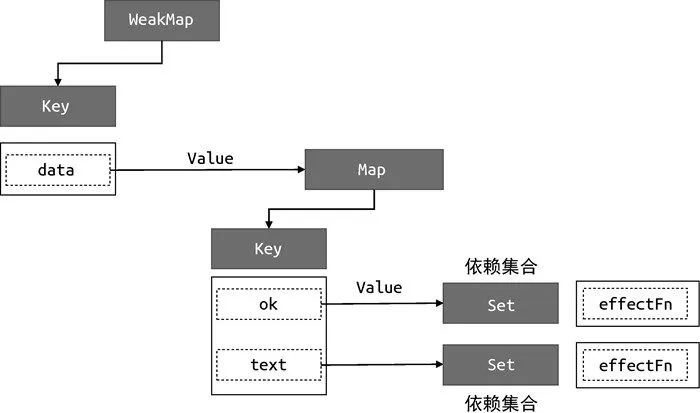 WeakMap
Key
data
Value
Map
Key
依赖集合
ok
Value
Set
effectFn
text
Set
effectFn
依赖集合